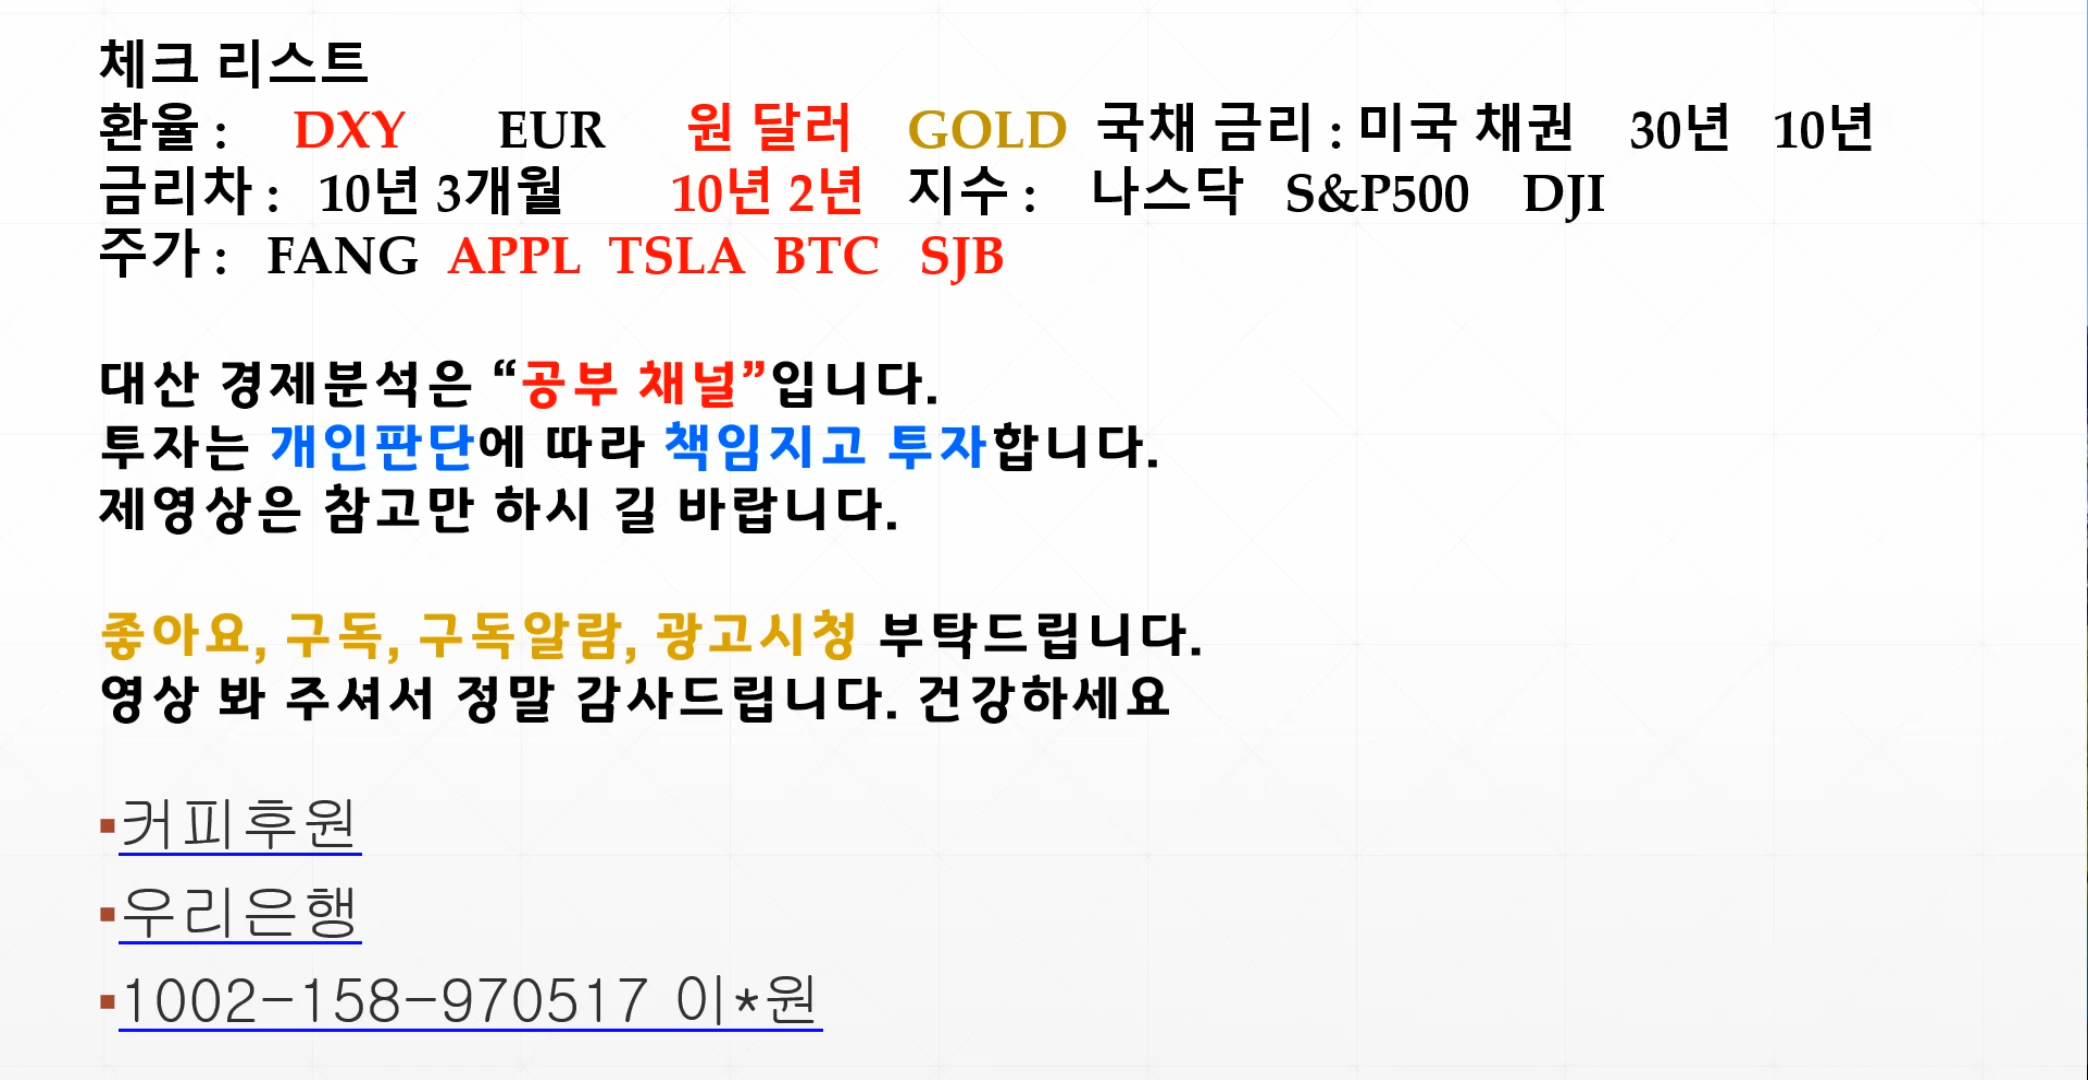 체크 리스트
환율 : DXY EUR 원 달러 GOLD 국채 금리 : 미국 채권 30년 10년
금리차 : 10년 3개월 10년 2년 지수 : 나스닥 S&P500 DJI
주가 : FANG APPL TSLA BTC SJB
대산 경제분석은 “공부 채널”입니다.
투자는 개인판단에 따라 책임지고 투자합니다.
제영상은 참고만 하시 길 바랍니다.
좋아요, 구독, 구독알람, 광고시청 부탁드립니다.
영상 봐 주셔서 정말 감사드립니다. 건강하세요
▪커피후원
▪우리은행
▪1002-158-970517 이*원